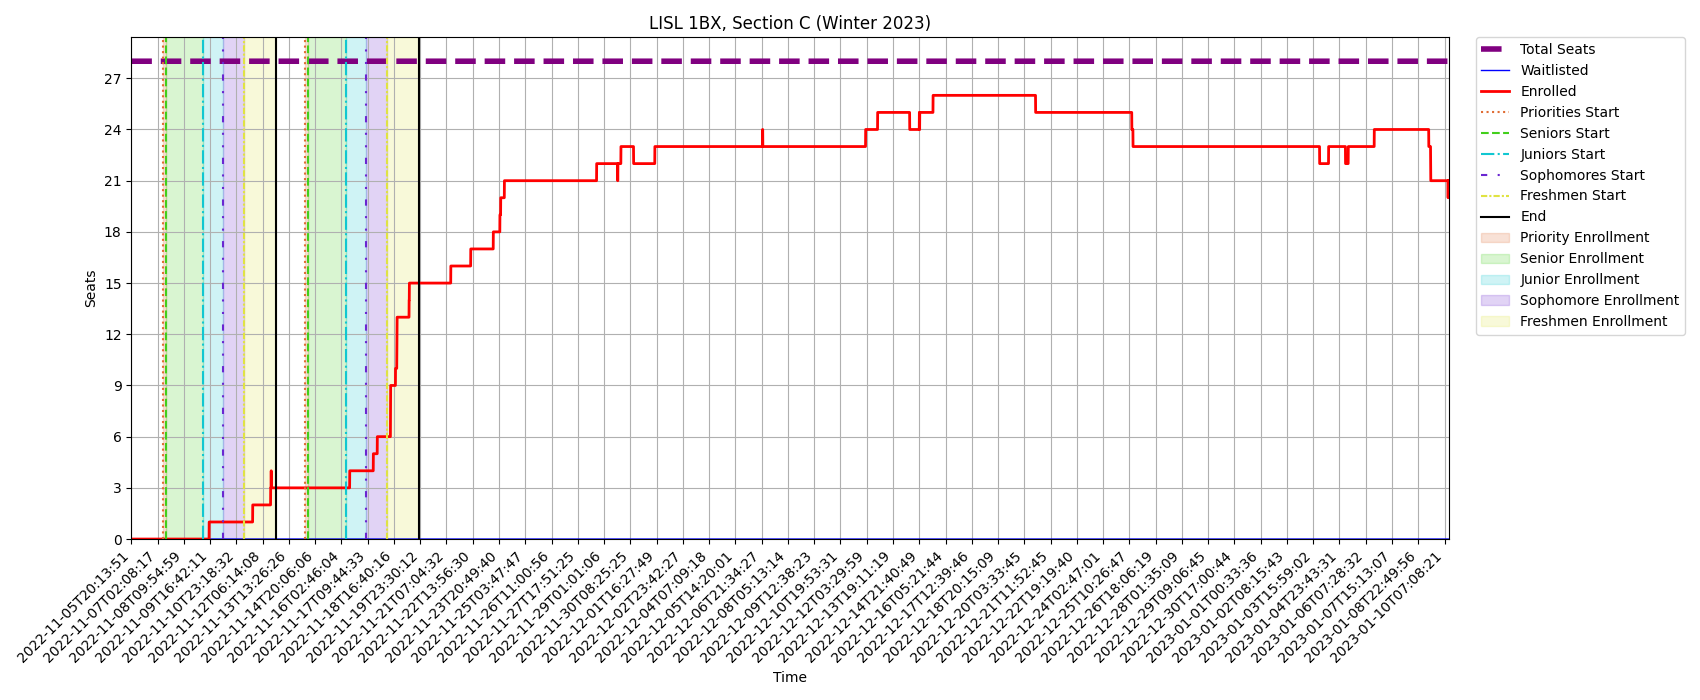 LISL 1BX, Section C (Winter 2023)
Total Seats
Waitlisted
Enrolled
Priorities Start
Seniors Start
Juniors Start
Sophomores Start
Freshmen Start
End
Priority Enrollment
Senior Enrollment
Junior Enrollment
Sophomore Enrollment
Freshmen Enrollment
Seats
27
24
21
18
15
12
9
6
3
0
2022-11-05T20:13:51
2022-11-07T02:08:17
2022-11-08T09:54:59
2022-11-09T16:42:11
2022-11-10T23:18:32
2022-11-12T06:14:08
2022-11-13T13:26:26
2022-11-14T20:06:06
2022-11-16T02:46:04
2022-11-17T09:44:33
2022-11-18T16:40:16
2022-11-19T23:30:12
2022-11-21T07:04:32
2022-11-22T13:56:30
2022-11-23T20:49:40
2022-11-25T03:47:47
2022-11-26T11:00:56
2022-11-27T17:51:25
2022-11-29T01:01:06
2022-11-30T08:25:25
2022-12-01T16:27:49
2022-12-02T23:42:27
2022-12-04T07:09:18
2022-12-05T14:20:01
2022-12-06T21:34:27
2022-12-08T05:13:14
2022-12-09T12:38:23
2022-12-10T19:53:31
2022-12-12T03:29:59
2022-12-13T19:11:19
2022-12-14T21:40:49
2022-12-16T05:21:44
2022-12-17T12:39:46
2022-12-18T20:15:09
2022-12-20T03:33:45
2022-12-21T11:52:45
2022-12-22T19:19:40
2022-12-24T02:47:01
2022-12-25T10:26:47
2022-12-26T18:06:19
2022-12-28T01:35:09
2022-12-29T09:06:45
2022-12-30T17:00:44
2023-01-01T00:33:36
2023-01-02T08:15:43
2023-01-03T15:59:02
2023-01-04T23:43:31
2023-01-06T07:28:32
2023-01-07T15:13:07
2023-01-08T22:49:56
2023-01-10T07:08:21
Time